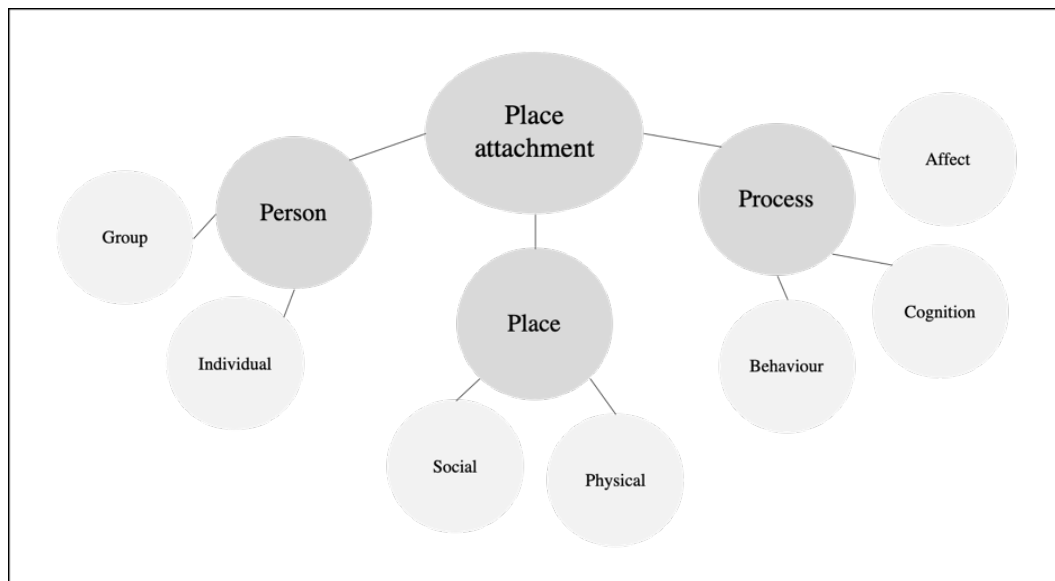 Place
attachment
Person
Group
Individual
Place
Social
Physical
Process
Affect
Cognition
Behaviour